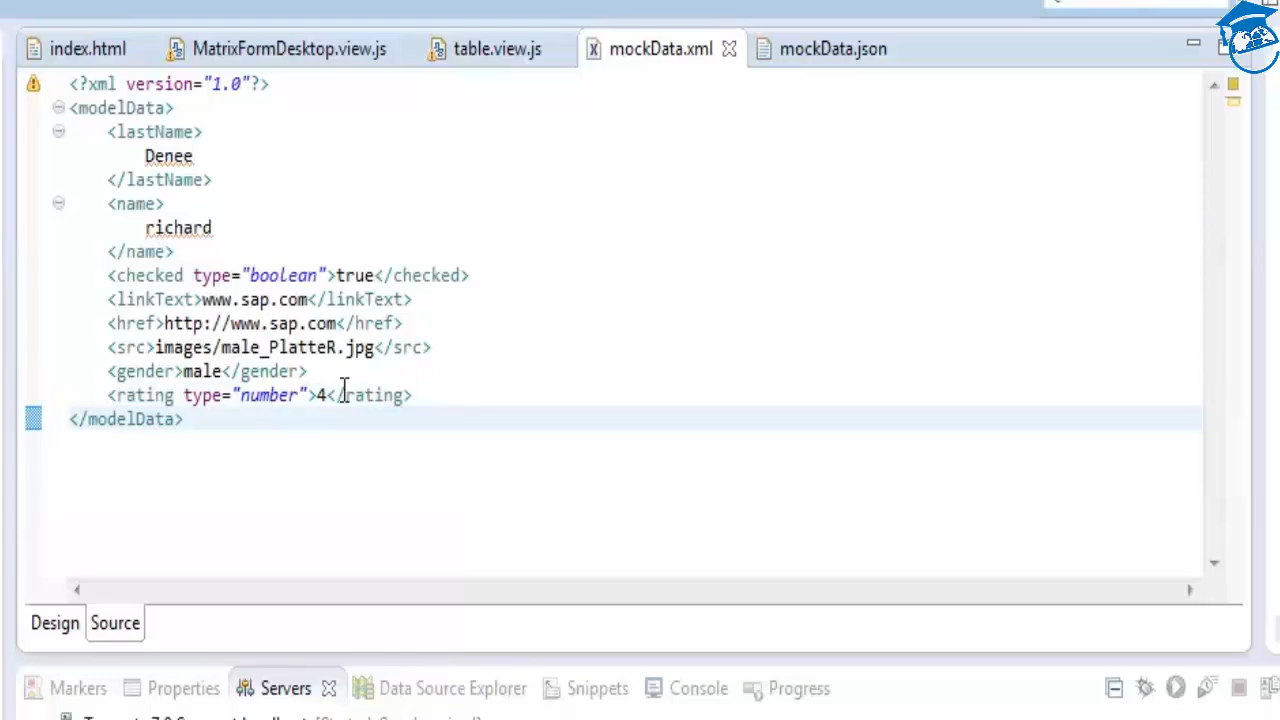 index.html MatrixFormDesktop.view.js table.view.js mockData.xml mockData.json
<?xml version="1.0"?>
<modelData>
<lastName>
Denee
</lastName>
<name>
richard
</name>
<checked type="boolean">true</checked>
<linkText>www.sap.com</linkText>
<href>http://www.sap.com</href>
<src>images/male_PlatteR.jpg</src>
<gender>male</gender>
<rating type="number">4</rating>
</modelData>
Design Source
Markers Properties Servers Data Source Explorer Snippets Console Progress